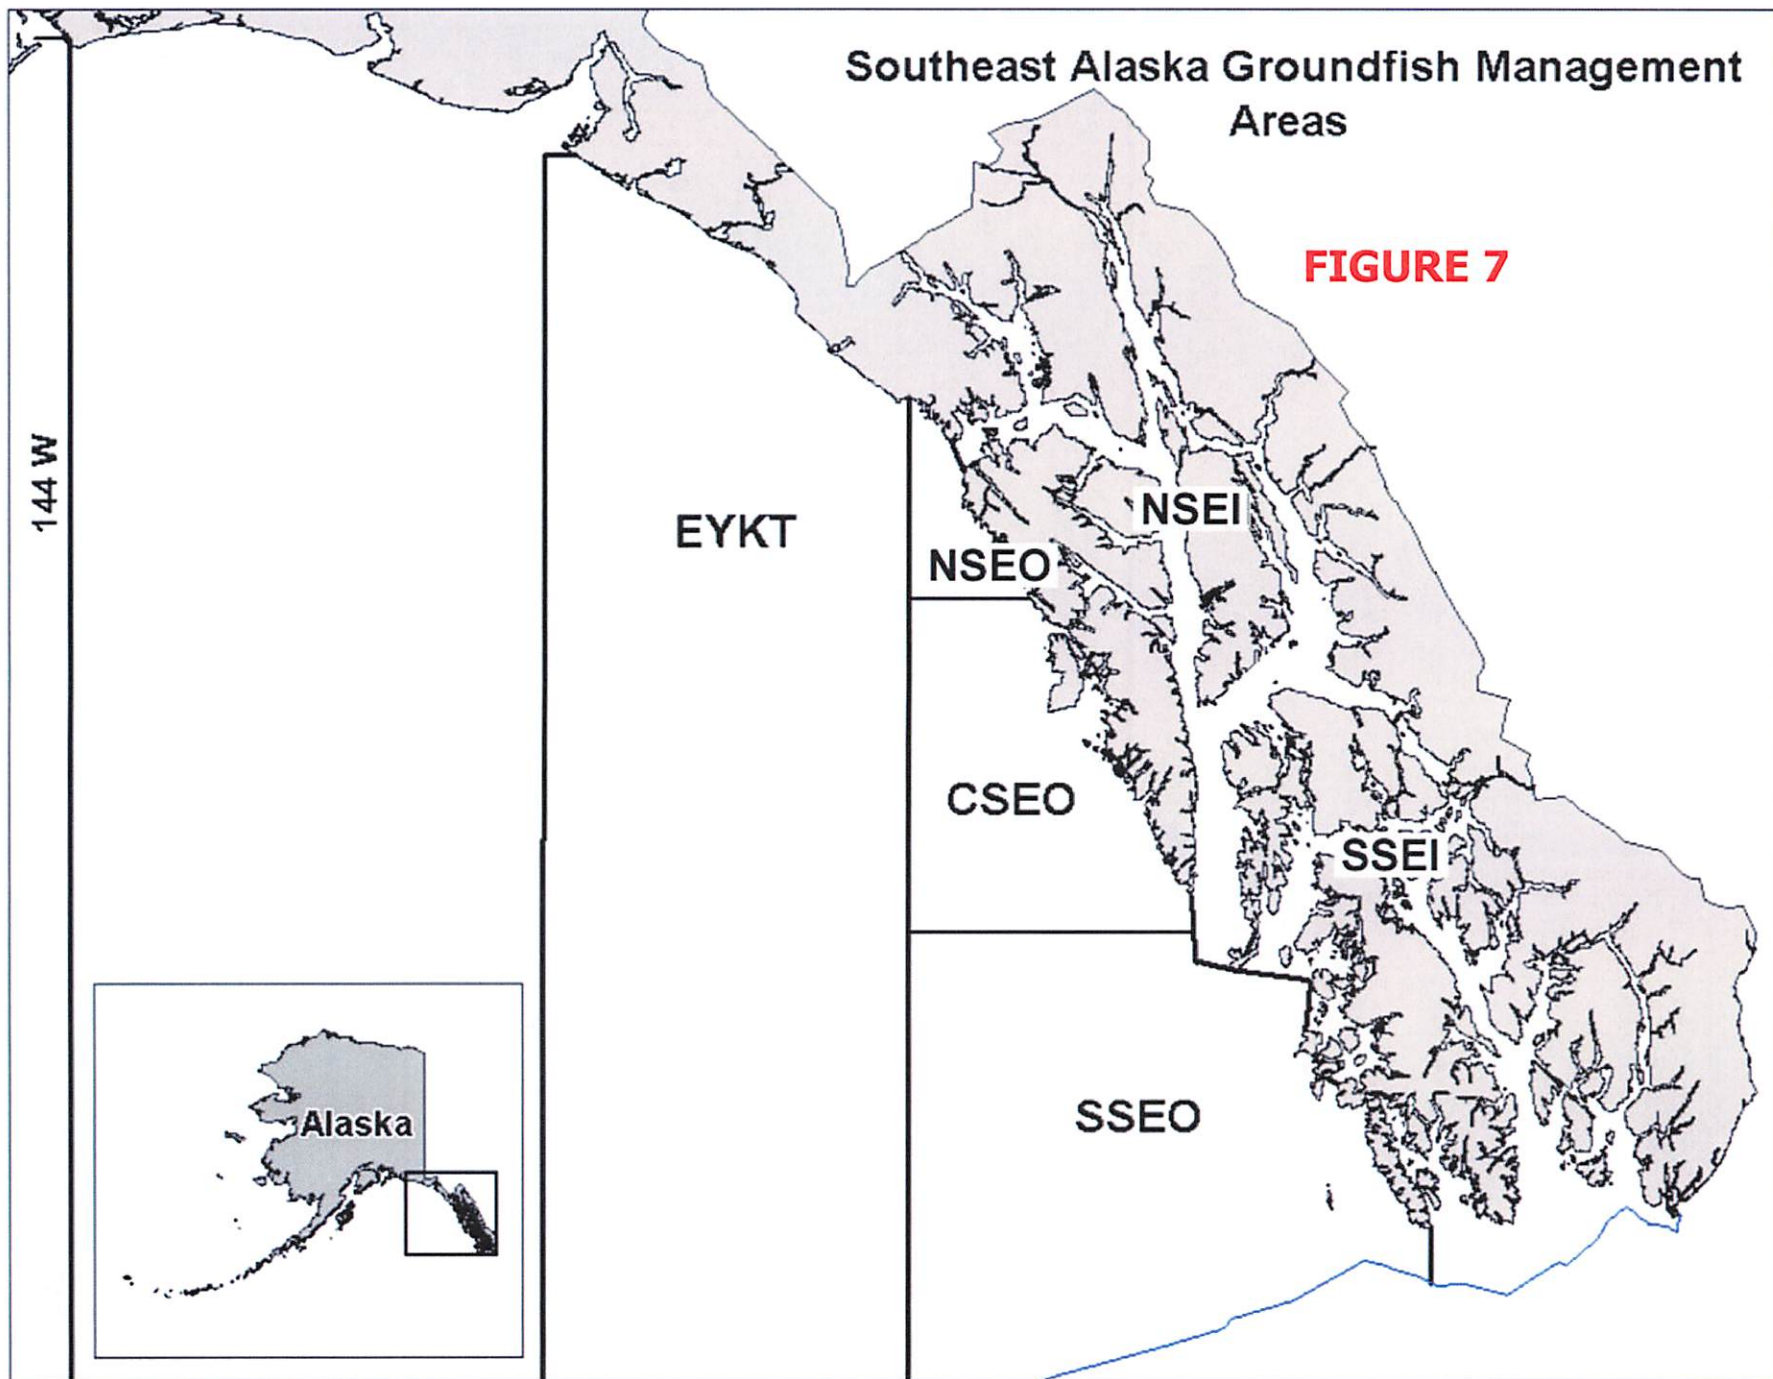 Southeast Alaska Groundfish Management
Areas
FIGURE 7
144 W
EYKT
NSEI
NSEO
CSEO
SSEI
SSEO
Alaska